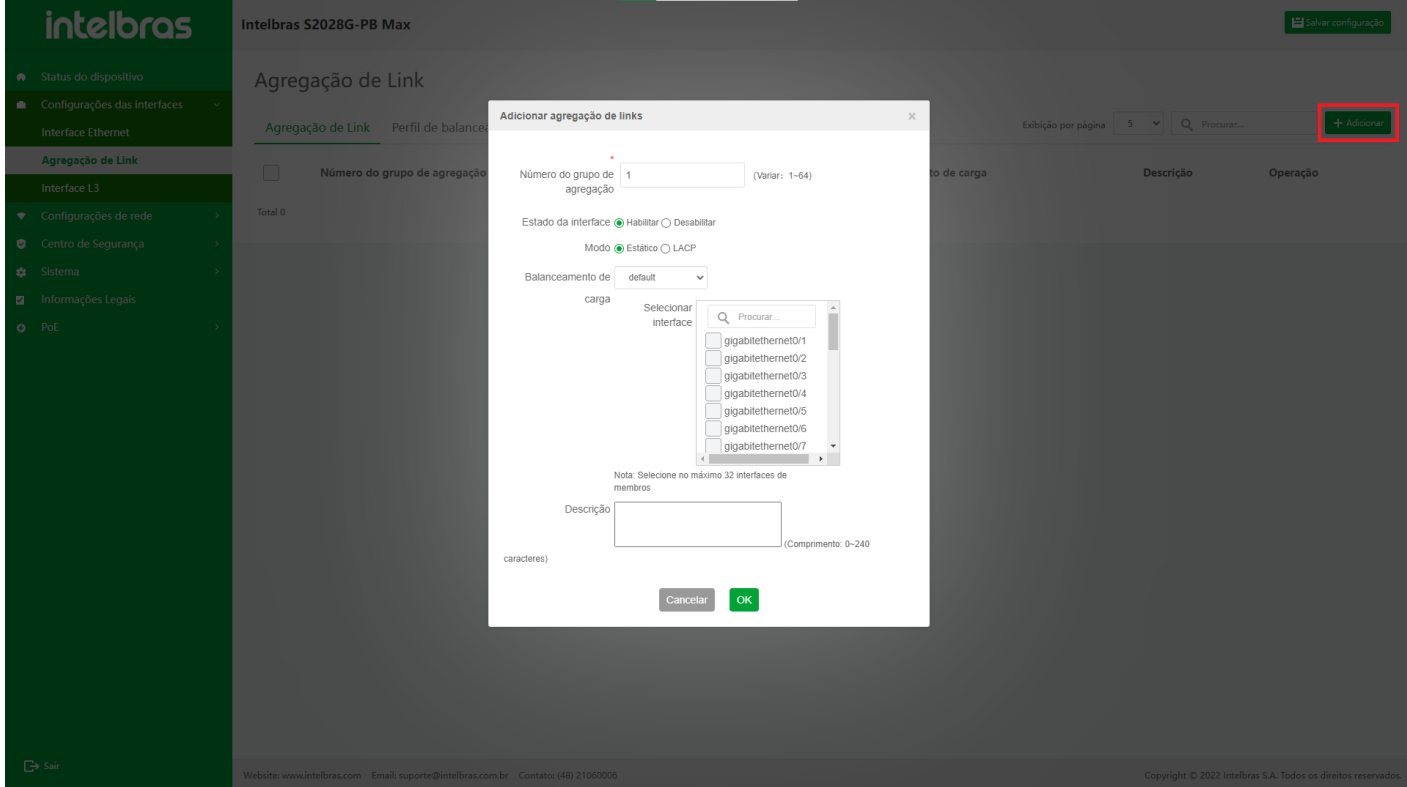 intelbras
Intelbras S2028G-PB Max
Salvar configuração
Status do dispositivo
Configurações das interfaces
Interface Ethernet
Agregação de Link
Interface L3
Configurações de rede
Centro de Segurança
Sistema
Informações Legais
PoE
Sair
Agregação de Link
Agregação de Link
Perfil de balancea
Exibição por página
5
Procurar...
+ Adicionar
Número do grupo de agregação
to de carga
Descrição
Operação
Total 0
Adicionar agregação de links
×
*
Número do grupo de
agregação
1
(Variar: 1~64)
Estado da interface
Habilitar
Desabilitar
Modo
Estático
LACP
Balanceamento de
carga
default
Selecionar
interface
Procurar...
gigabitethernet0/1
gigabitethernet0/2
gigabitethernet0/3
gigabitethernet0/4
gigabitethernet0/5
gigabitethernet0/6
gigabitethernet0/7
Nota: Selecione no máximo 32 interfaces de
membros
Descrição
(Comprimento: 0~240
caracteres)
Cancelar
OK
Website: www.intelbras.com Email: suporte@intelbras.com.br Contato: (48) 21060006
Copyright © 2022 Intelbras S.A. Todos os direitos reservados.